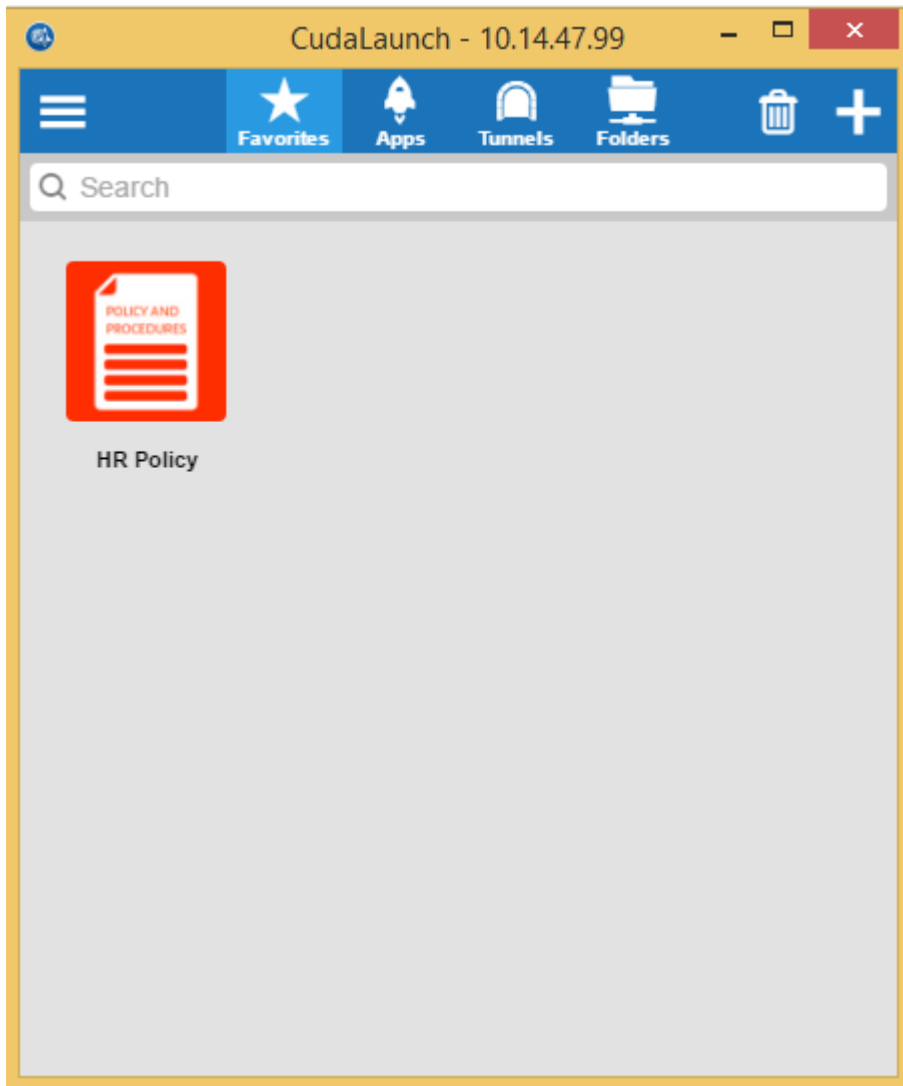 CudaLaunch - 10.14.47.99
Favorites Apps Tunnels Folders
Search
POLICY AND
PROCEDURES
HR Policy